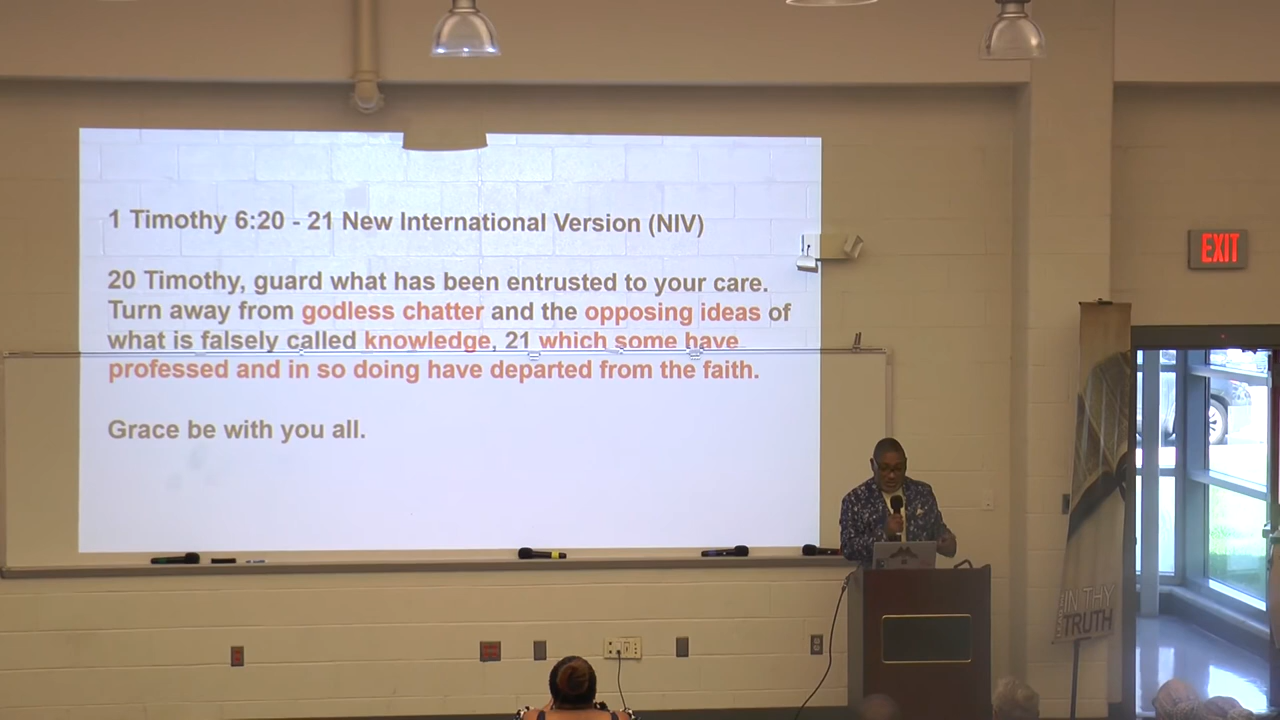 1 Timothy 6:20 - 21 New International Version (NIV)
20 Timothy, guard what has been entrusted to your care.
Turn away from godless chatter and the opposing ideas of
what is falsely called knowledge, 21 which some have
professed and in so doing have departed from the faith.
Grace be with you all.
EXIT
IN THY
TRUTH